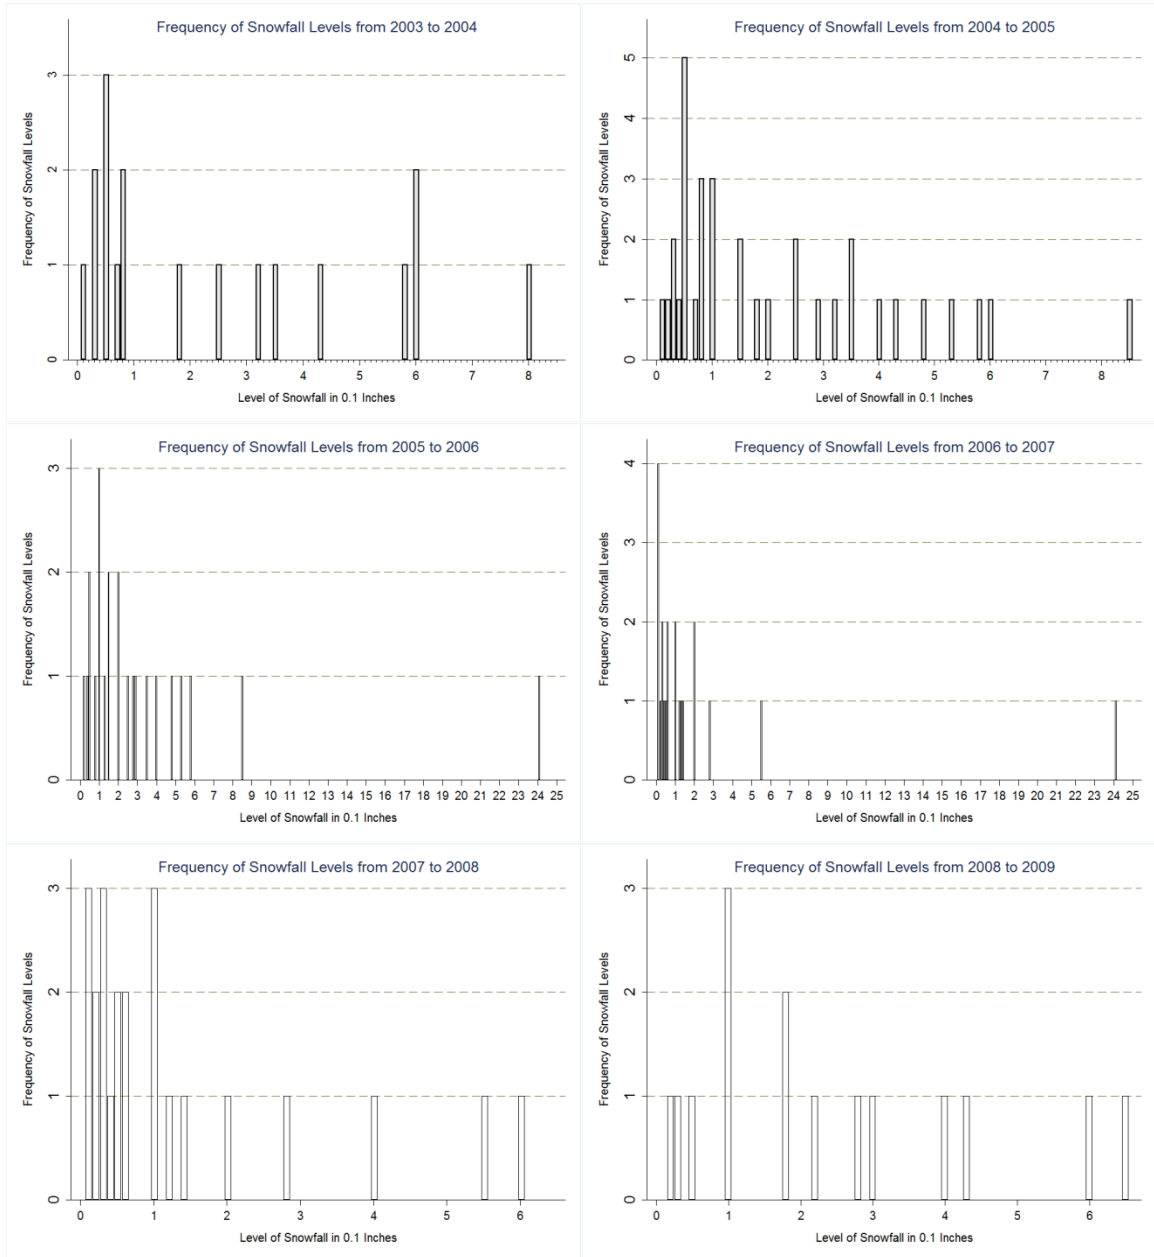 Frequency of Snowfall Levels from 2003 to 2004
Frequency of Snowfall Levels
3
2
1
0
0 1 2 3 4 5 6 7 8
Level of Snowfall in 0.1 Inches
Frequency of Snowfall Levels from 2004 to 2005
Frequency of Snowfall Levels
5
4
3
2
1
0
0 1 2 3 4 5 6 7 8
Level of Snowfall in 0.1 Inches
Frequency of Snowfall Levels from 2005 to 2006
Frequency of Snowfall Levels
3
2
1
0
0 1 2 3 4 5 6 7 8 9 10 11 12 13 14 15 16 17 18 19 20 21 22 23 24 25
Level of Snowfall in 0.1 Inches
Frequency of Snowfall Levels from 2006 to 2007
Frequency of Snowfall Levels
4
3
2
1
0
0 1 2 3 4 5 6 7 8 9 10 11 12 13 14 15 16 17 18 19 20 21 22 23 24 25
Level of Snowfall in 0.1 Inches
Frequency of Snowfall Levels from 2007 to 2008
Frequency of Snowfall Levels
3
2
1
0
0 1 2 3 4 5 6
Level of Snowfall in 0.1 Inches
Frequency of Snowfall Levels from 2008 to 2009
Frequency of Snowfall Levels
3
2
1
0
0 1 2 3 4 5 6
Level of Snowfall in 0.1 Inches